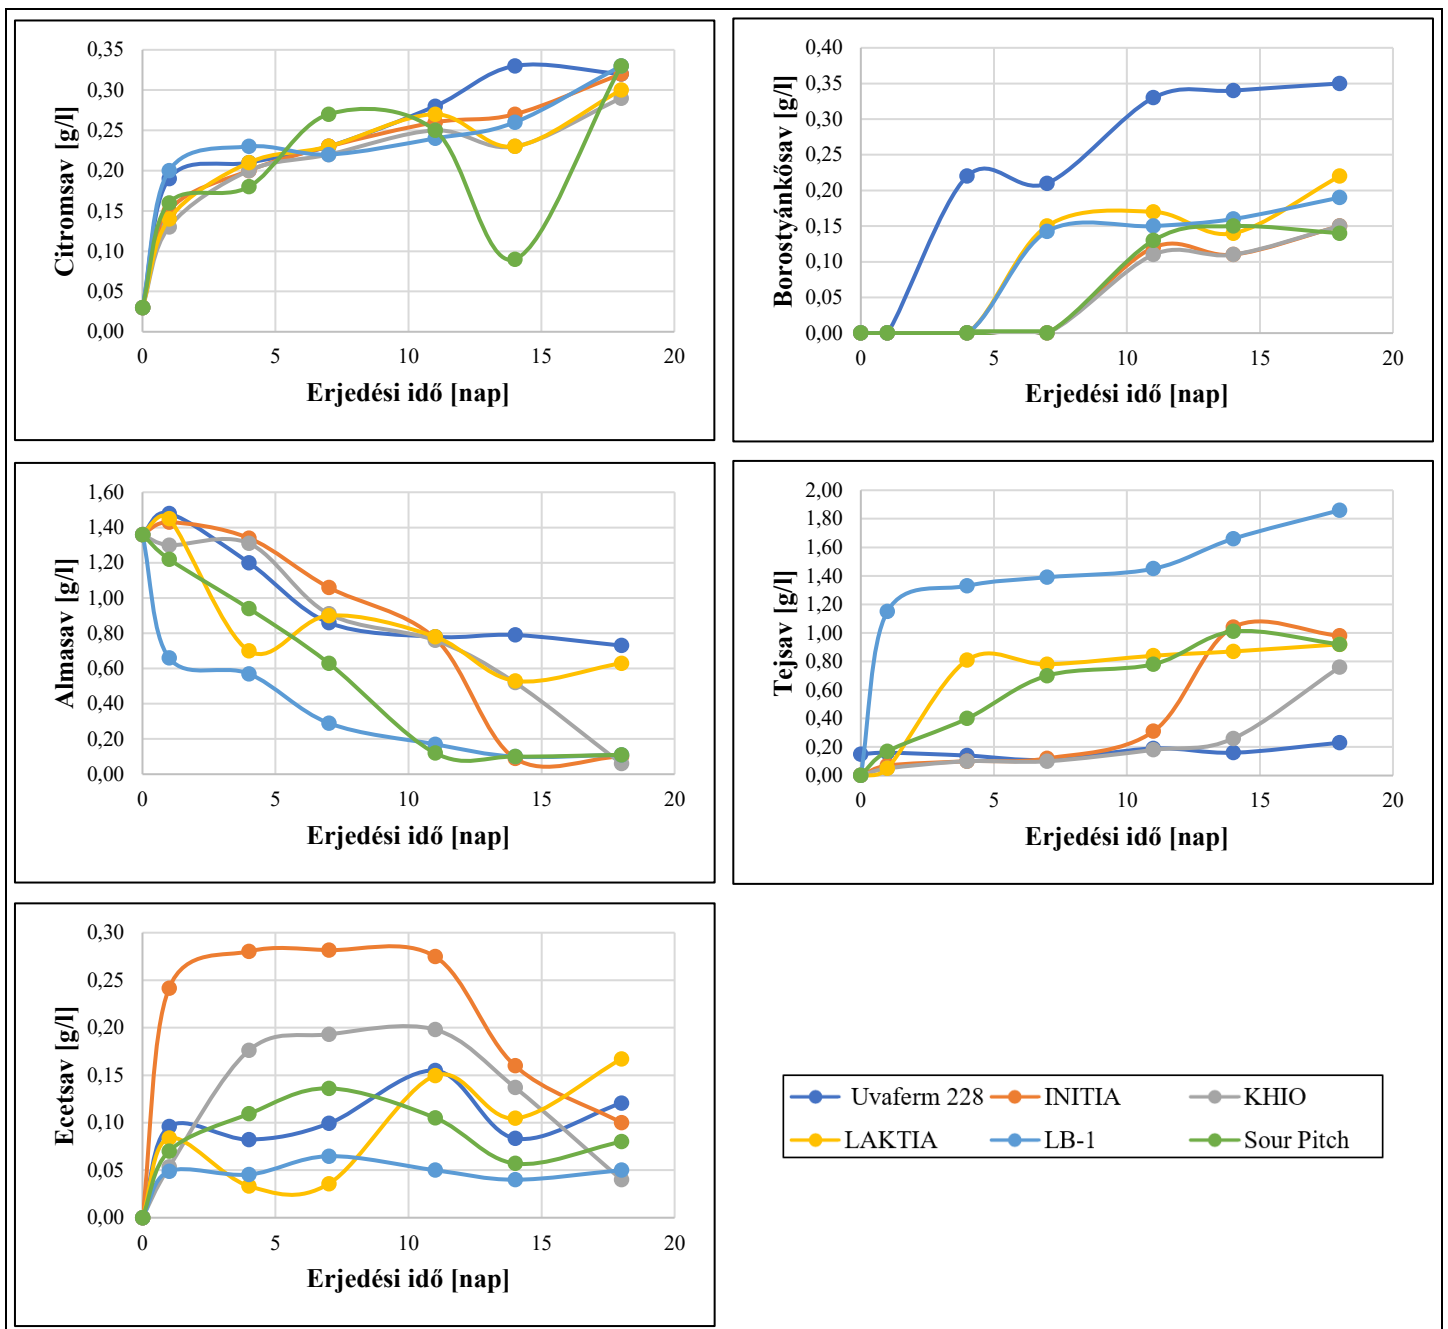 Citromsav [g/l]
0,35
0,30
0,25
0,20
0,15
0,10
0,05
0,00
0 5 10 15 20
Erjedési idő [nap]
Borostyánkősav [g/l]
0,40
0,35
0,30
0,25
0,20
0,15
0,10
0,05
0,00
0 5 10 15 20
Erjedési idő [nap]
Almasav [g/l]
1,60
1,40
1,20
1,00
0,80
0,60
0,40
0,20
0,00
0 5 10 15 20
Erjedési idő [nap]
Tejsav [g/l]
2,00
1,80
1,60
1,40
1,20
1,00
0,80
0,60
0,40
0,20
0,00
0 5 10 15 20
Erjedési idő [nap]
Ecetsav [g/l]
0,30
0,25
0,20
0,15
0,10
0,05
0,00
0 5 10 15 20
Erjedési idő [nap]
Uvaferm 228 INITIA KHIO
LAKTIA LB-1 Sour Pitch